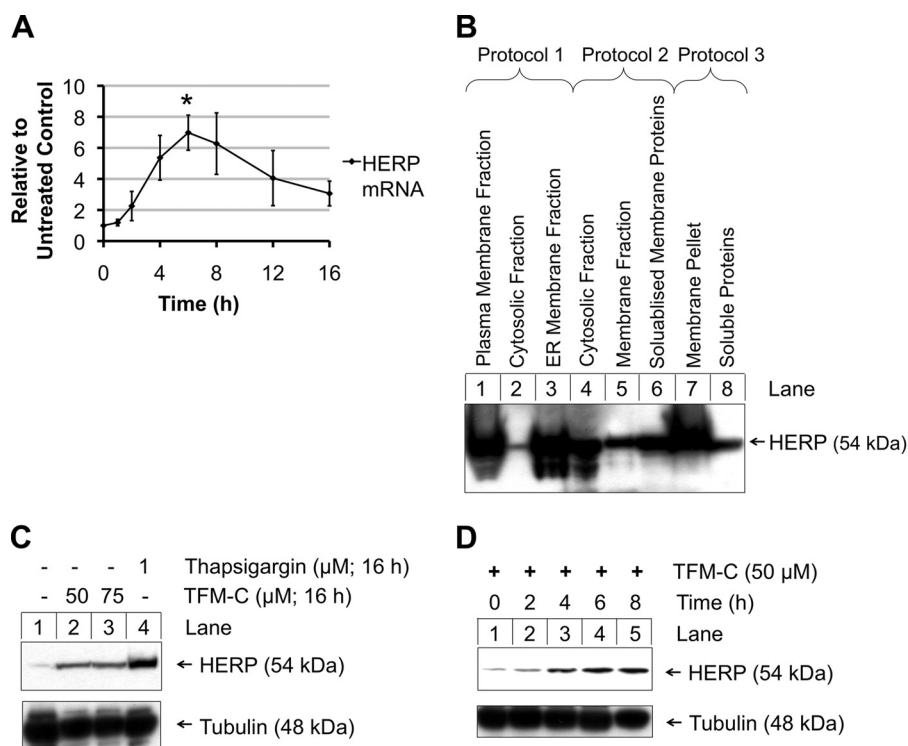 A
Relative to
Untreated Control
10
8
6
4
2
0
*
HERP
mRNA
0 4 8 12 16
Time (h)
B
Protocol 1 Protocol 2 Protocol 3
Plasma Membrane Fraction
Cytosolic Fraction
ER Membrane Fraction
Cytosolic Fraction
Membrane Fraction
Soluablised Membrane Proteins
Membrane Pellet
Soluble Proteins
1 2 3 4 5 6 7 8 Lane
← HERP (54 kDa)
C
- - - 1 Thapsigargin (µM; 16 h)
- 50 75 - TFM-C (µM; 16 h)
1 2 3 4 Lane
← HERP (54 kDa)
← Tubulin (48 kDa)
D
+ + + + + TFM-C (50 µM)
0 2 4 6 8 Time (h)
1 2 3 4 5 Lane
← HERP (54 kDa)
← Tubulin (48 kDa)